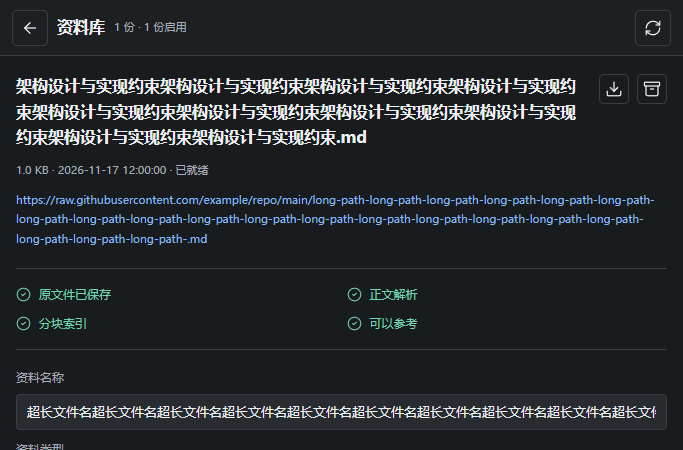 资料库 1 份 · 1 份启用
架构设计与实现约束架构设计与实现约束架构设计与实现约束架构设计与实现约
束架构设计与实现约束架构设计与实现约束架构设计与实现约束架构设计与实现
约束架构设计与实现约束架构设计与实现约束.md
1.0 KB · 2026-11-17 12:00:00 · 已就绪
https://raw.githubusercontent.com/example/repo/main/long-path-long-path-long-path-long-path-long-path-long-path-
long-path-long-path-long-path-long-path-long-path-long-path-long-path-long-path-long-path-long-path-long-path-
long-path-long-path-long-path-.md
原文件已保存 正文解析
分块索引 可以参考
资料名称
超长文件名超长文件名超长文件名超长文件名超长文件名超长文件名超长文件名超长文件名超长文件名超长文件
资料类型